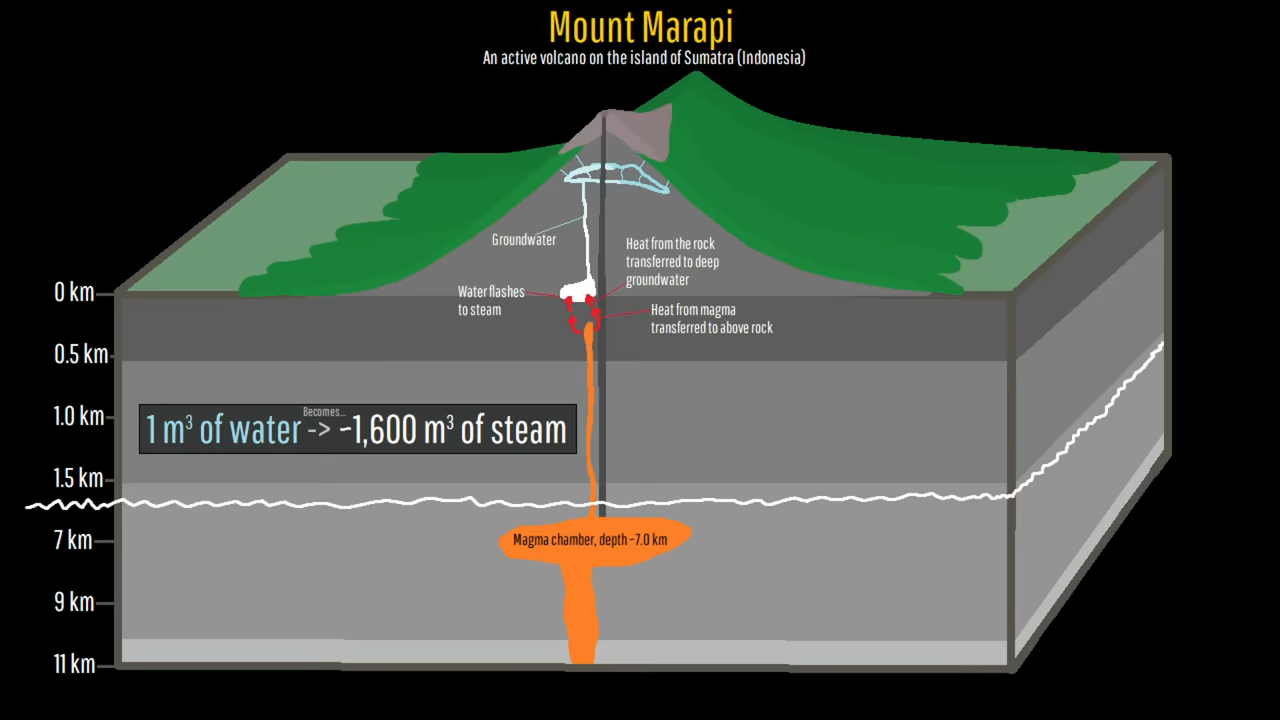 Mount Marapi
An active volcano on the island of Sumatra (Indonesia)
Groundwater
Heat from the rock
transferred to deep
groundwater
0 km
Water flashes
to steam
Heat from magma
transferred to above rock
0.5 km
1.0 km
Becomes...
1 m³ of water -> ~1,600 m³ of steam
1.5 km
7 km
Magma chamber, depth ~7.0 km
9 km
11 km